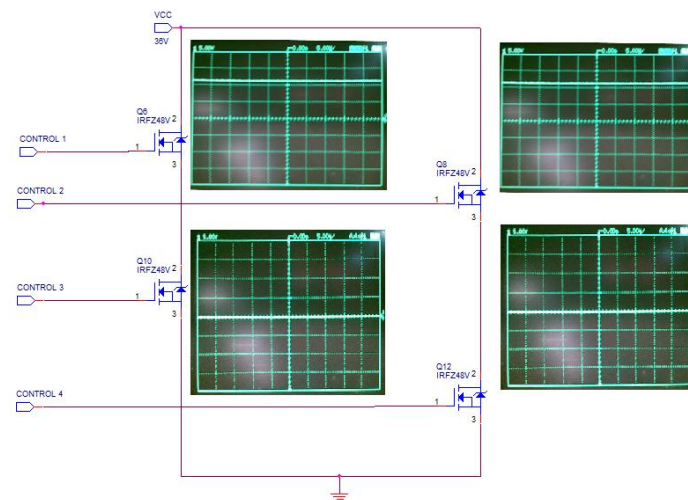 VCC
36V
Q6
IRFZ48V
2
CONTROL 1
1
3
Q8
IRFZ48V
2
CONTROL 2
1
3
Q10
IRFZ48V
2
CONTROL 3
1
3
Q12
IRFZ48V
2
CONTROL 4
1
3